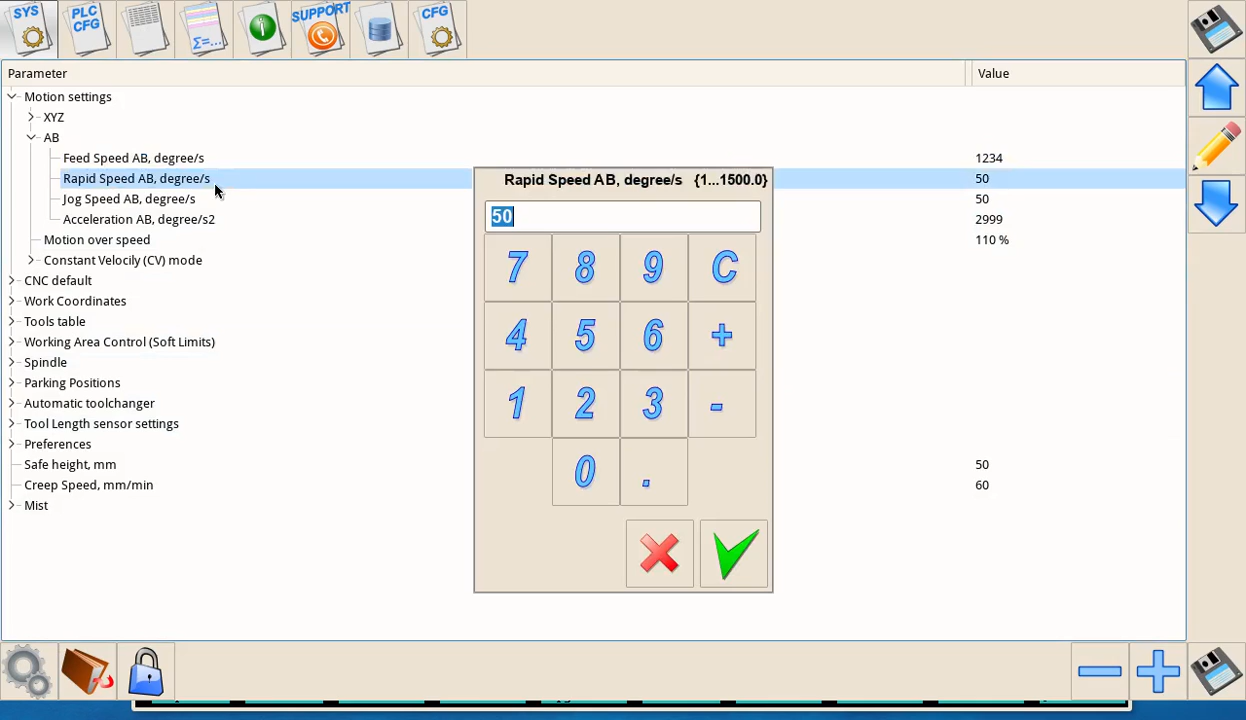 SYS
PLC
CFG
Σ=...
i
SUPPORT
CFG
Parameter Value
Motion settings
XYZ
AB
Feed Speed AB, degree/s 1234
Rapid Speed AB, degree/s 50
Jog Speed AB, degree/s 50
Acceleration AB, degree/s2 2999
Motion over speed 110 %
Constant Velocily (CV) mode
CNC default
Work Coordinates
Tools table
Working Area Control (Soft Limits)
Spindle
Parking Positions
Automatic toolchanger
Tool Length sensor settings
Preferences
Safe height, mm 50
Creep Speed, mm/min 60
Mist
Rapid Speed AB, degree/s {1...1500.0}
50
7 8 9 C
4 5 6 +
1 2 3 -
0 .